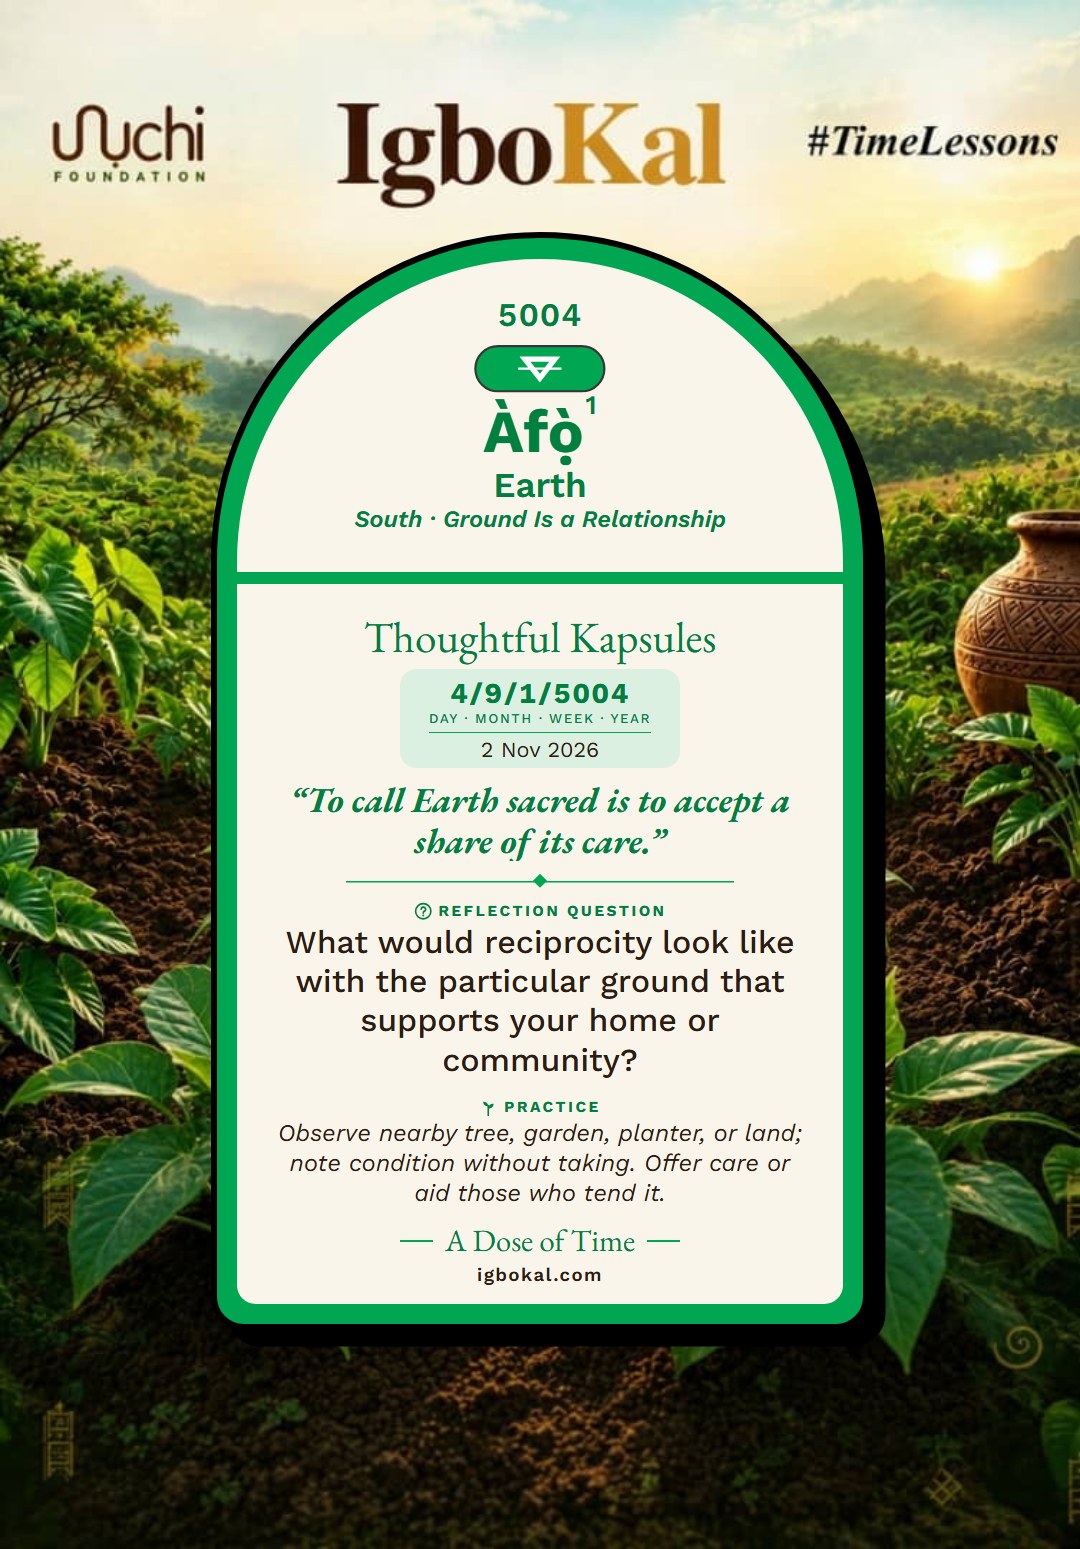 Ụzụchi
FOUNDATION
IgboKal
#TimeLessons
5004
Àfọ̀¹
Earth
South · Ground Is a Relationship
Thoughtful Kapsules
4/9/1/5004
DAY · MONTH · WEEK · YEAR
2 Nov 2026
“To call Earth sacred is to accept a
share of its care.”
REFLECTION QUESTION
What would reciprocity look like
with the particular ground that
supports your home or
community?
PRACTICE
Observe nearby tree, garden, planter, or land;
note condition without taking. Offer care or
aid those who tend it.
A Dose of Time
igbokal.com